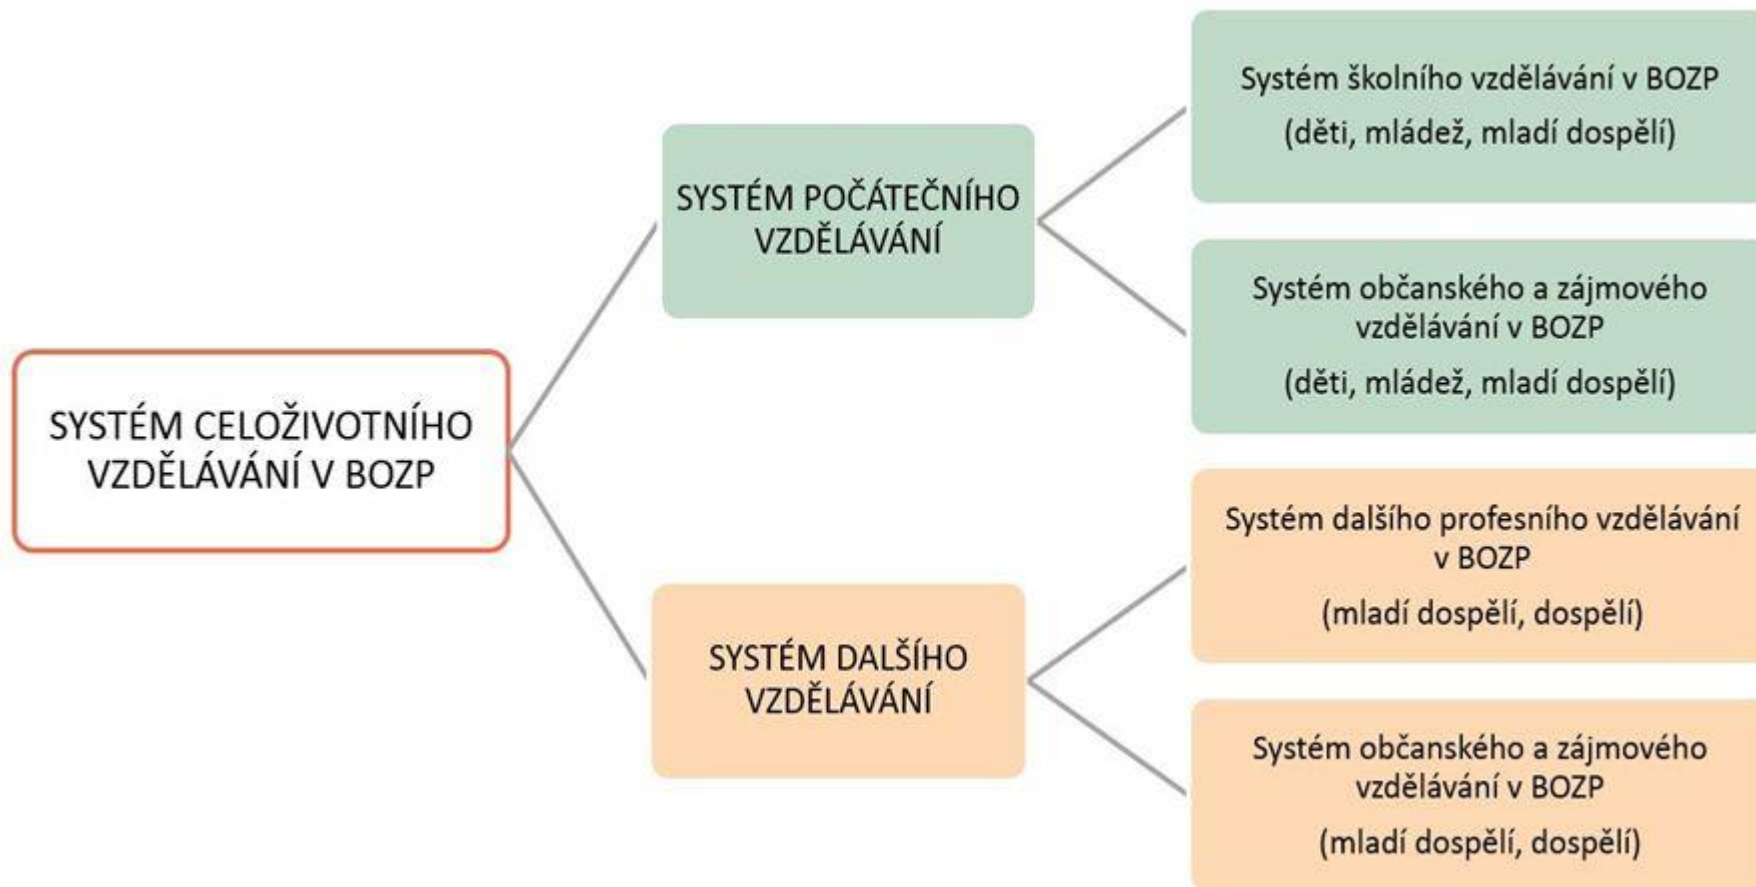 SYSTÉM CELOŽIVOTNÍHO
VZDĚLÁVÁNÍ V BOZP
SYSTÉM POČÁTEČNÍHO
VZDĚLÁVÁNÍ
Systém školního vzdělávání v BOZP
(děti, mládež, mladí dospělí)
Systém občanského a zájmového
vzdělávání v BOZP
(děti, mládež, mladí dospělí)
SYSTÉM DALŠÍHO
VZDĚLÁVÁNÍ
Systém dalšího profesního vzdělávání
v BOZP
(mladí dospělí, dospělí)
Systém občanského a zájmového
vzdělávání v BOZP
(mladí dospělí, dospělí)